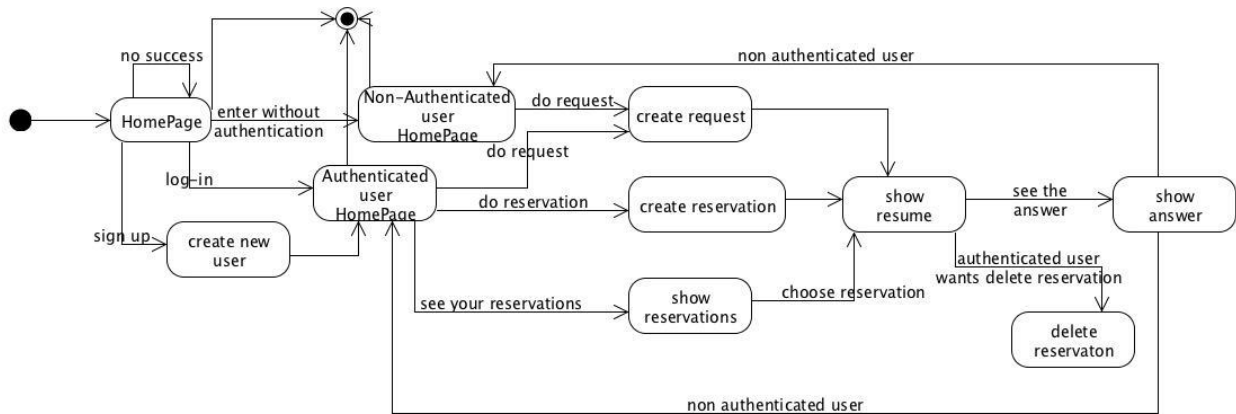 no success
non authenticated user
HomePage
enter without
authentication
Non-Authenticated
user
HomePage
do request
create request
do request
log-in
Authenticated
user
HomePage
do reservation
create reservation
show
resume
see the
answer
show
answer
sign up
create new
user
authenticated user
wants delete reservation
see your reservations
show
reservations
choose reservation
delete
reservaton
non authenticated user